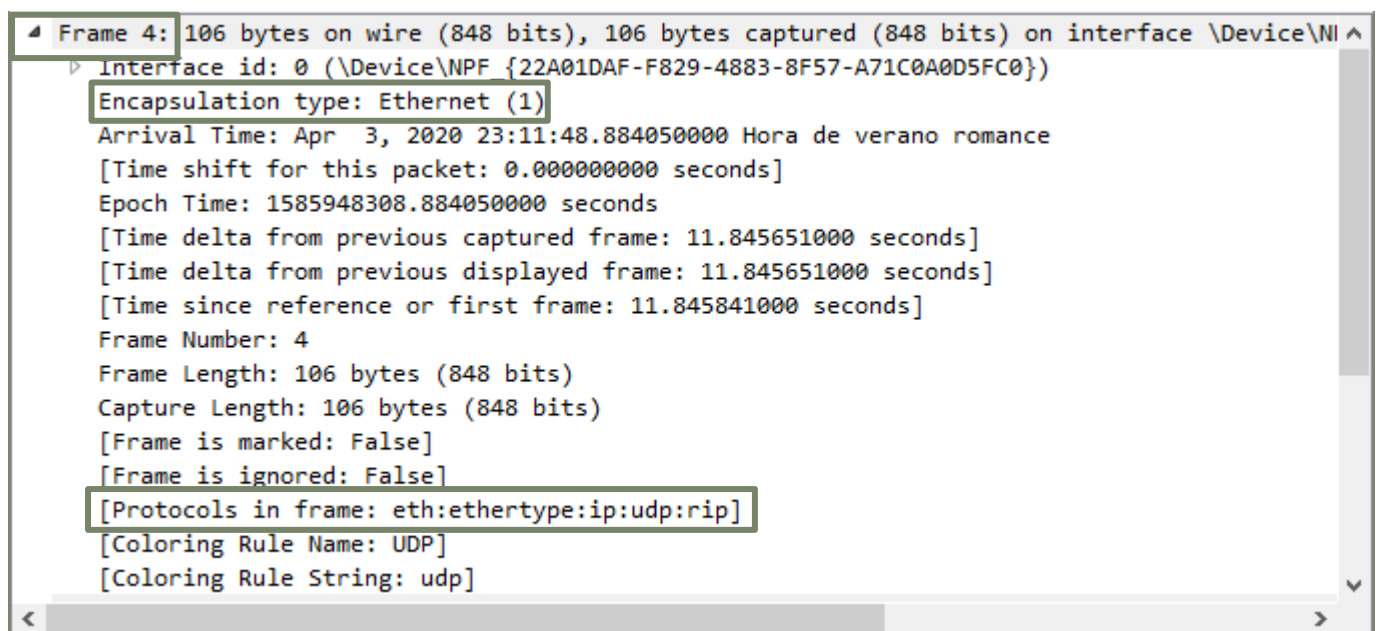 Frame 4: 106 bytes on wire (848 bits), 106 bytes captured (848 bits) on interface \Device\N
Interface id: 0 (\Device\NPF_{22A01DAF-F829-4883-8F57-A71C0A0D5FC0})
Encapsulation type: Ethernet (1)
Arrival Time: Apr  3, 2020 23:11:48.884050000 Hora de verano romance
[Time shift for this packet: 0.000000000 seconds]
Epoch Time: 1585948308.884050000 seconds
[Time delta from previous captured frame: 11.845651000 seconds]
[Time delta from previous displayed frame: 11.845651000 seconds]
[Time since reference or first frame: 11.845841000 seconds]
Frame Number: 4
Frame Length: 106 bytes (848 bits)
Capture Length: 106 bytes (848 bits)
[Frame is marked: False]
[Frame is ignored: False]
[Protocols in frame: eth:ethertype:ip:udp:rip]
[Coloring Rule Name: UDP]
[Coloring Rule String: udp]